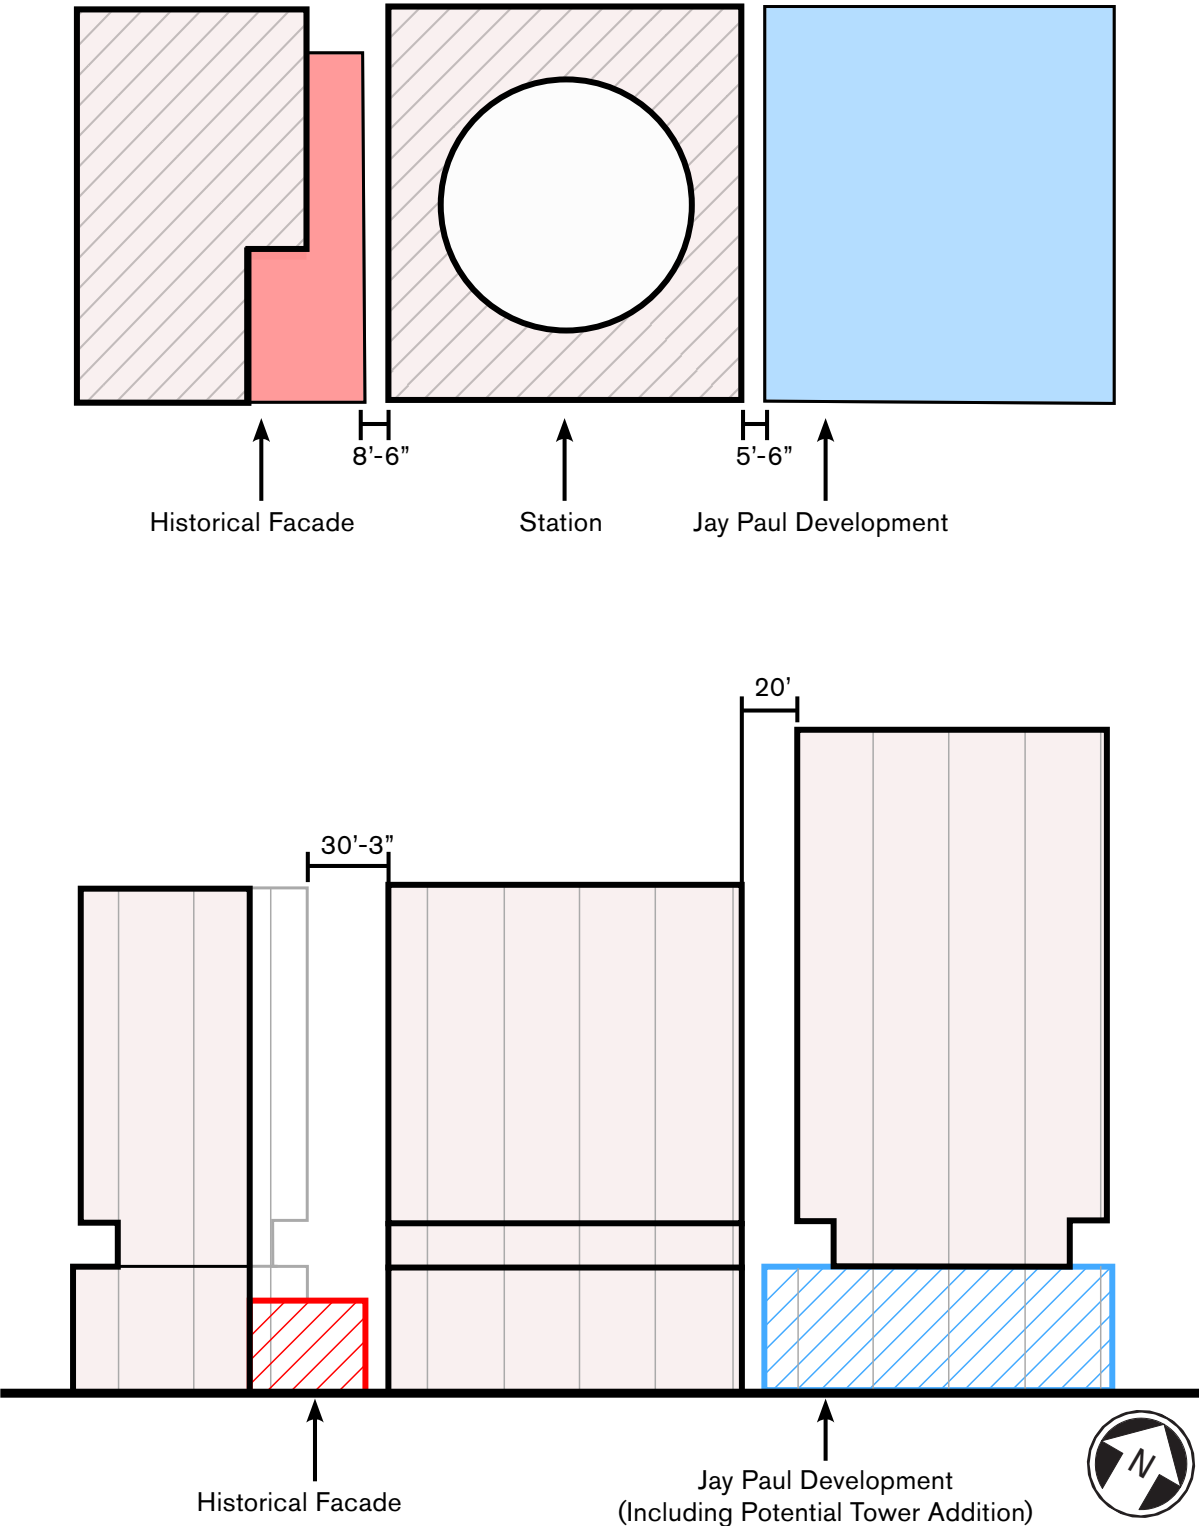 8’-6” 5’-6”
Historical Facade Station Jay Paul Development
20’
30’-3”
N
Jay Paul Development
Historical Facade (Including Potential Tower Addition)